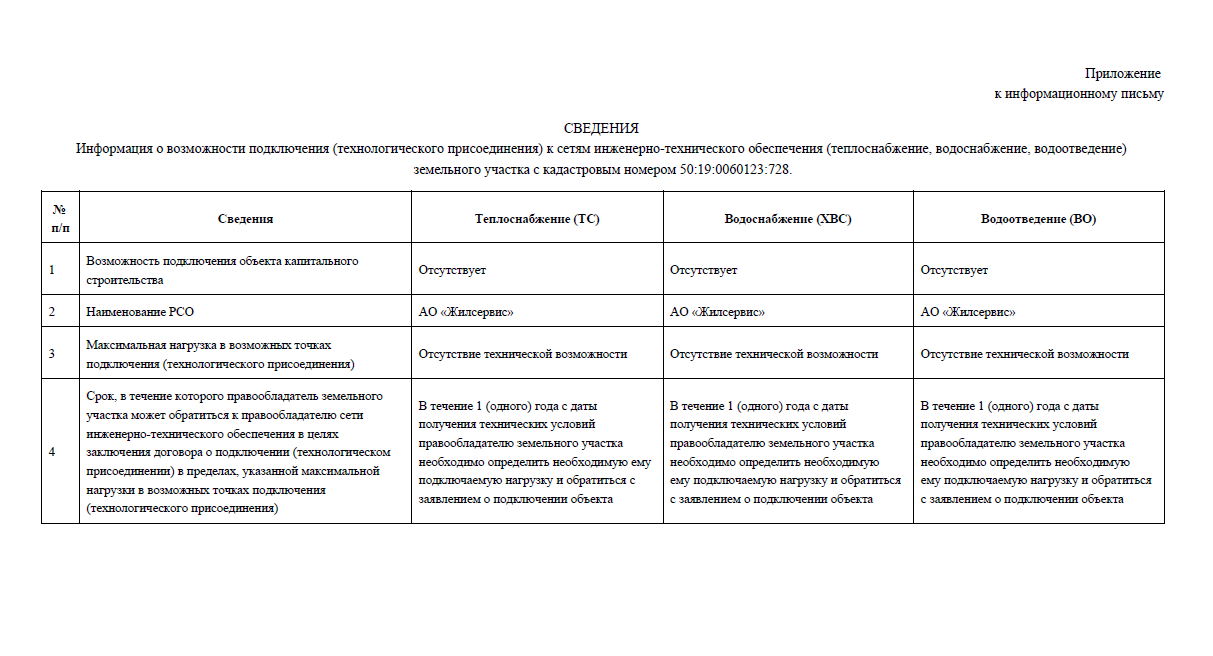 Приложение
к информационному письму
СВЕДЕНИЯ
Информация о возможности подключения (технологического присоединения) к сетям инженерно-технического обеспечения (теплоснабжение, водоснабжение, водоотведение)
земельного участка с кадастровым номером 50:19:0060123:728.
№
п/п
Сведения
Теплоснабжение (ТС)
Водоснабжение (ХВС)
Водоотведение (ВО)
1
Возможность подключения объекта капитального
строительства
Отсутствует
Отсутствует
Отсутствует
2
Наименование РСО
АО «Жилсервис»
АО «Жилсервис»
АО «Жилсервис»
3
Максимальная нагрузка в возможных точках
подключения (технологического присоединения)
Отсутствие технической возможности
Отсутствие технической возможности
Отсутствие технической возможности
4
Срок, в течение которого правообладатель земельного
участка может обратиться к правообладателю сети
инженерно-технического обеспечения в целях
заключения договора о подключении (технологическом
присоединении) в пределах, указанной максимальной
нагрузки в возможных точках подключения
(технологического присоединения)
В течение 1 (одного) года с даты
получения технических условий
правообладателю земельного участка
необходимо определить необходимую ему
подключаемую нагрузку и обратиться с
заявлением о подключении объекта
В течение 1 (одного) года с даты
получения технических условий
правообладателю земельного участка
необходимо определить необходимую
ему подключаемую нагрузку и обратиться
с заявлением о подключении объекта
В течение 1 (одного) года с даты
получения технических условий
правообладателю земельного участка
необходимо определить необходимую
ему подключаемую нагрузку и обратиться
с заявлением о подключении объекта